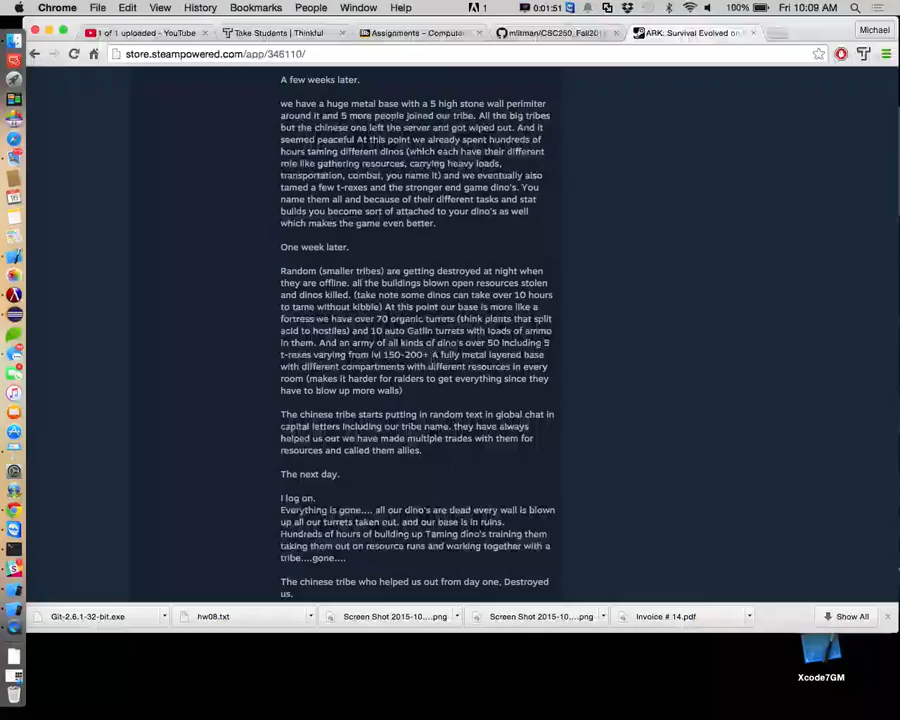 Chrome File Edit View History Bookmarks People Window Help 1 0:01:51 100% Fri 10:09 AM
1 of 1 uploaded - YouTube Take Students | Thinkful Assignments – Compute mlitman/CSC250_Fall201 ARK: Survival Evolved on Michael
store.steampowered.com/app/346110/
A few weeks later.
we have a huge metal base with a 5 high stone wall perimiter
around it and 5 more people joined our tribe. All the big tribes
but the chinese one left the server and got wiped out. And it
seemed peaceful At this point we already spent hundreds of
hours taming different dinos (which each have their different
role like gathering resources, carrying heavy loads,
transportation, combat, you name it) and we eventually also
tamed a few t-rexes and the stronger end game dino's. You
name them all and because of their different tasks and stat
builds you become sort of attached to your dino's as well
which makes the game even better.
One week later.
Random (smaller tribes) are getting destroyed at night when
they are offline. all the buildings blown open resources stolen
and dinos killed. (take note some dinos can take over 10 hours
to tame without kibble) At this point our base is more like a
fortress we have over 70 organic turrets (think plants that split
acid to hostiles) and 10 auto Gatlin turrets with loads of ammo
in them. And an army of all kinds of dino's over 50 including 5
t-rexes varying from lvl 150-200+ A fully metal layered base
with different compartments with different resources in every
room (makes it harder for raiders to get everything since they
have to blow up more walls)
The chinese tribe starts putting in random text in global chat in
capital letters including our tribe name. they have always
helped us out we have made multiple trades with them for
resources and called them allies.
The next day.
I log on.
Everything is gone.... all our dino's are dead every wall is blown
up all our turrets taken out. and our base is in ruins.
Hundreds of hours of building up Taming dino's training them
taking them out on resource runs and working together with a
tribe....gone....
The chinese tribe who helped us out from day one, Destroyed
us.
Git-2.6.1-32-bit.exe hw08.txt Screen Shot 2015-10....png Screen Shot 2015-10....png Invoice # 14.pdf Show All
Xcode7GM